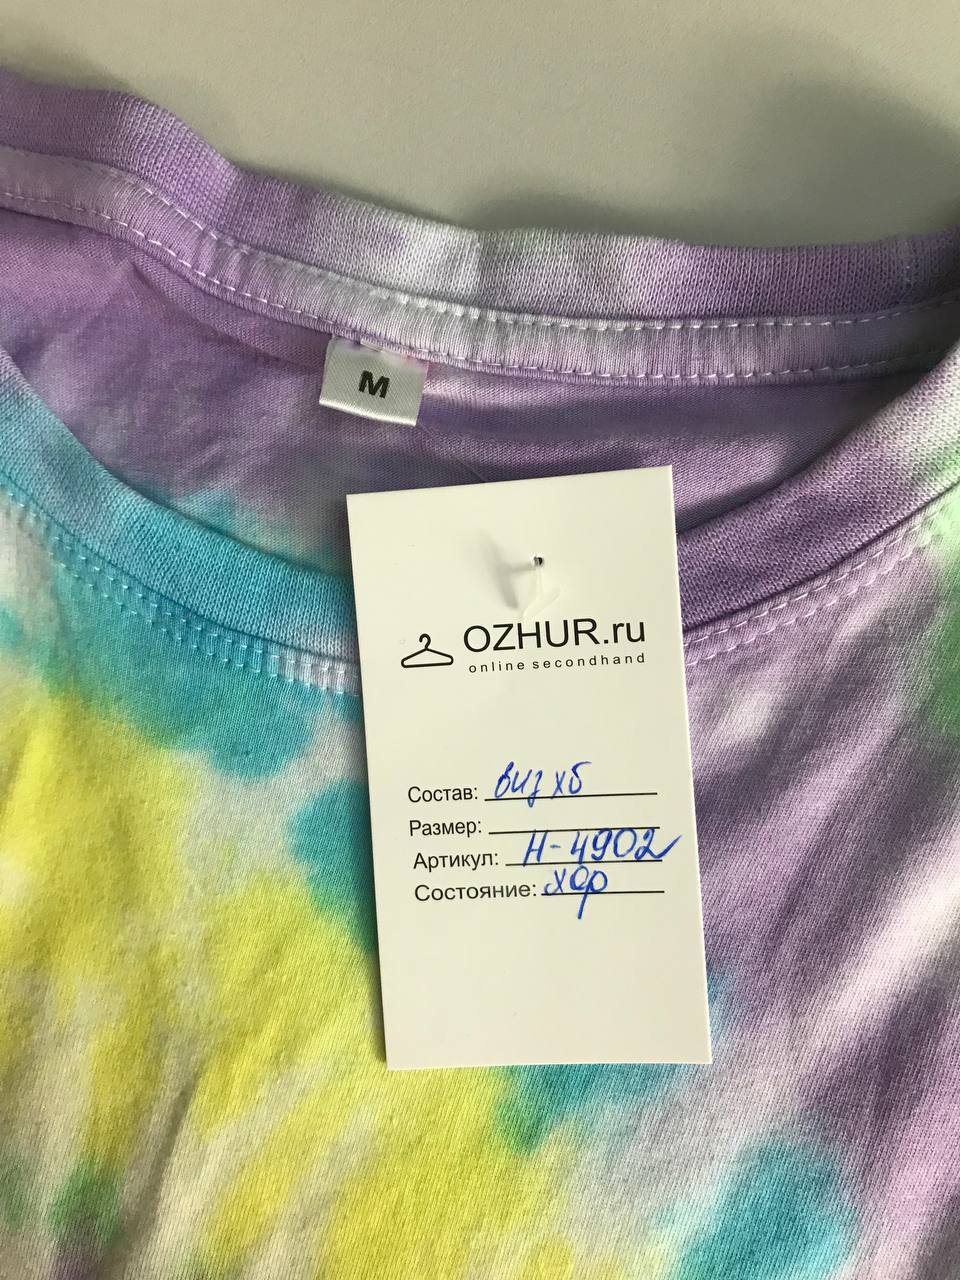 M
OZHUR.ru
online secondhand
Состав: виз хб
Размер:
Артикул: Н-4902
Состояние: хор